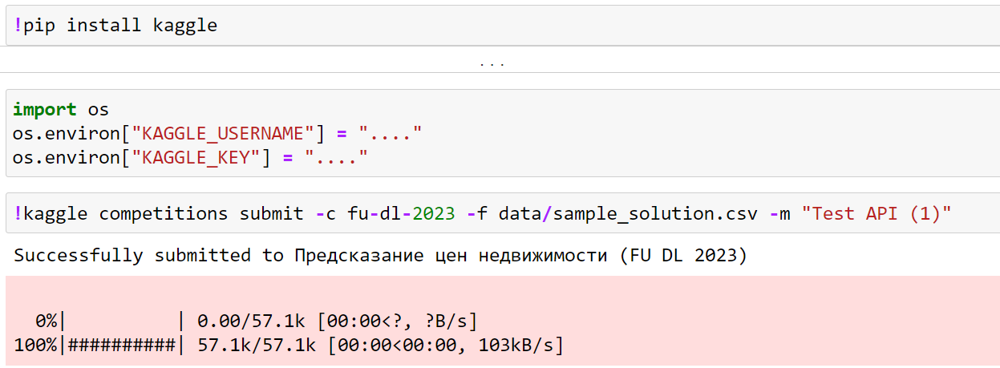 !pip install kaggle
...
import os
os.environ["KAGGLE_USERNAME"] = "...."
os.environ["KAGGLE_KEY"] = "...."
!kaggle competitions submit -c fu-dl-2023 -f data/sample_solution.csv -m "Test API (1)"
Successfully submitted to Предсказание цен недвижимости (FU DL 2023)
0%|          | 0.00/57.1k [00:00<?, ?B/s]
100%|##########| 57.1k/57.1k [00:00<00:00, 103kB/s]